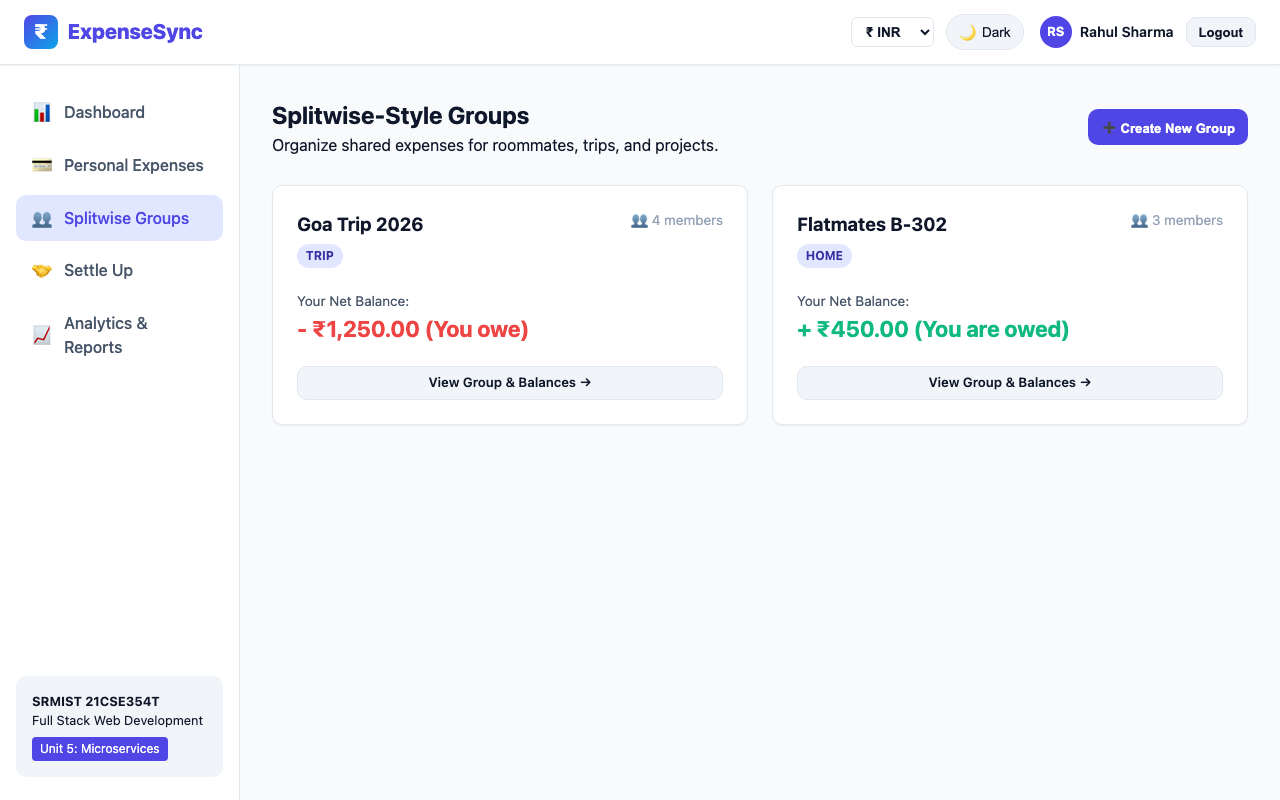 ₹ ExpenseSync
₹ INR
🌙 Dark
RS
Rahul Sharma
Logout
📊 Dashboard
💳 Personal Expenses
👥 Splitwise Groups
🤝 Settle Up
📈 Analytics &
Reports
SRMIST 21CSE354T
Full Stack Web Development
Unit 5: Microservices
Splitwise-Style Groups
Organize shared expenses for roommates, trips, and projects.
➕ Create New Group
Goa Trip 2026
👥 4 members
TRIP
Your Net Balance:
- ₹1,250.00 (You owe)
View Group & Balances →
Flatmates B-302
👥 3 members
HOME
Your Net Balance:
+ ₹450.00 (You are owed)
View Group & Balances →